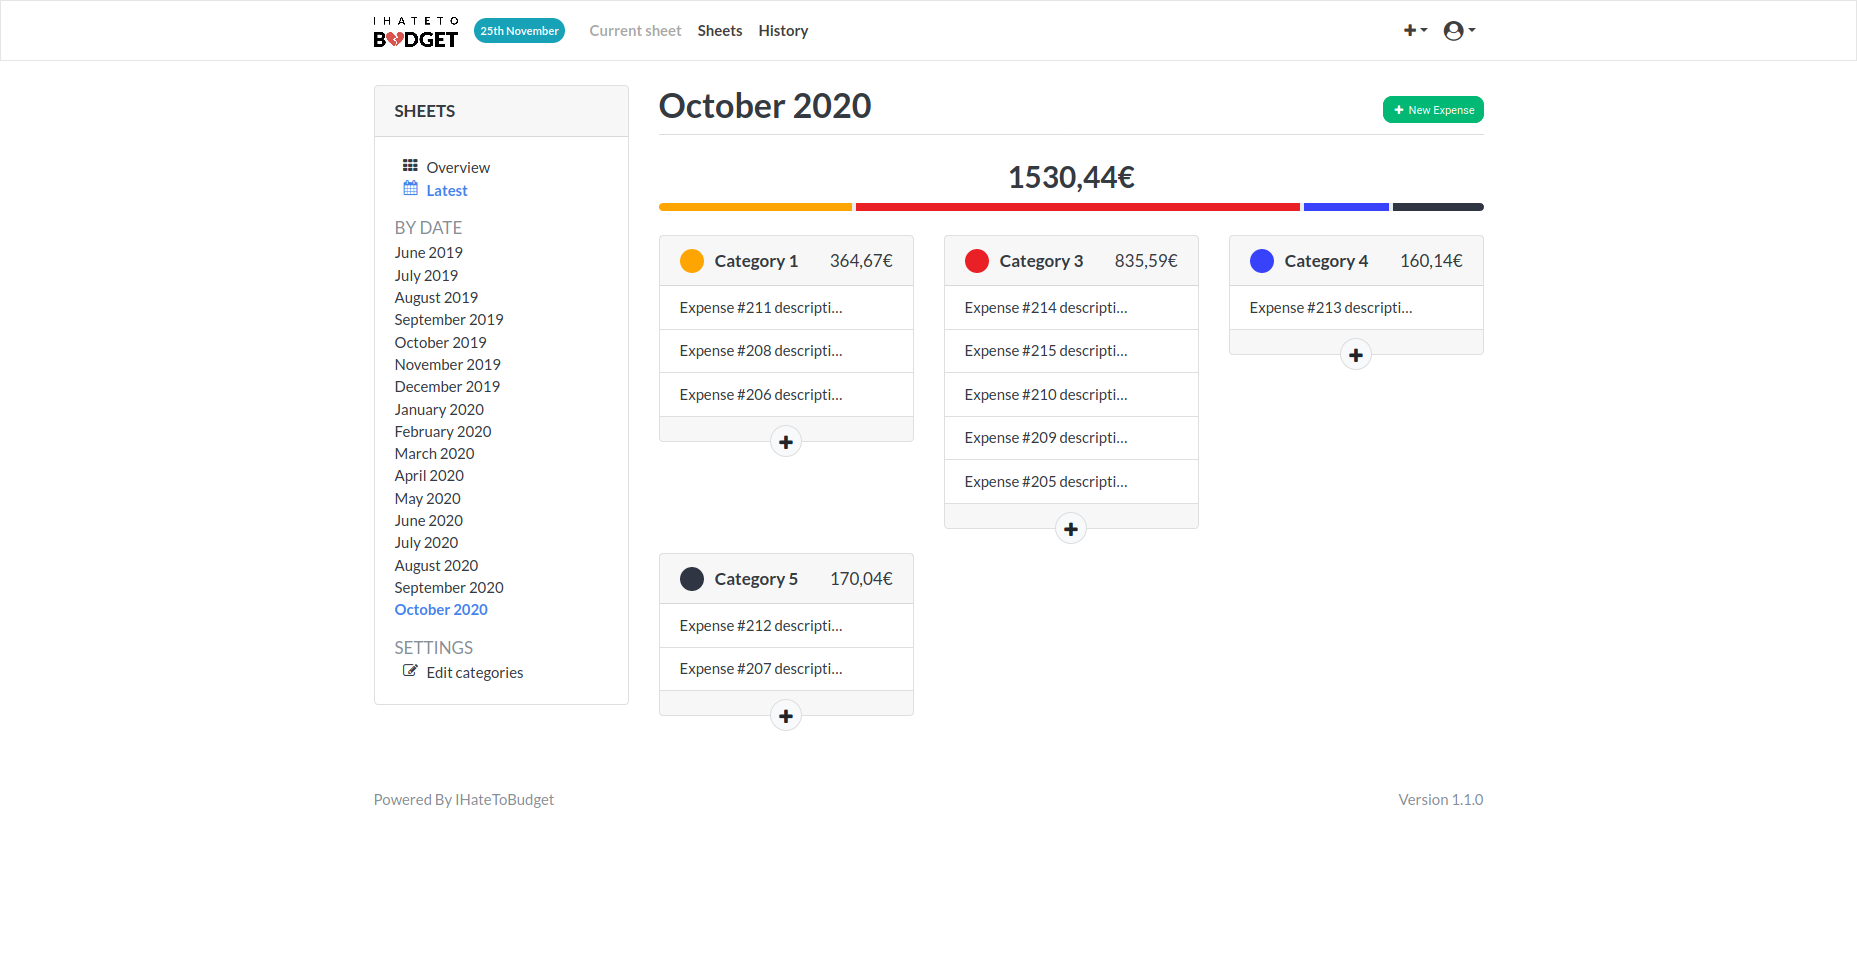 I HATE TO
BUDGET
25th November
Current sheet
Sheets
History
SHEETS
Overview
Latest
BY DATE
June 2019
July 2019
August 2019
September 2019
October 2019
November 2019
December 2019
January 2020
February 2020
March 2020
April 2020
May 2020
June 2020
July 2020
August 2020
September 2020
October 2020
SETTINGS
Edit categories
October 2020
New Expense
1530,44€
Category 1 364,67€
Expense #211 descripti...
Expense #208 descripti...
Expense #206 descripti...
Category 3 835,59€
Expense #214 descripti...
Expense #215 descripti...
Expense #210 descripti...
Expense #209 descripti...
Expense #205 descripti...
Category 4 160,14€
Expense #213 descripti...
Category 5 170,04€
Expense #212 descripti...
Expense #207 descripti...
Powered By IHateToBudget
Version 1.1.0